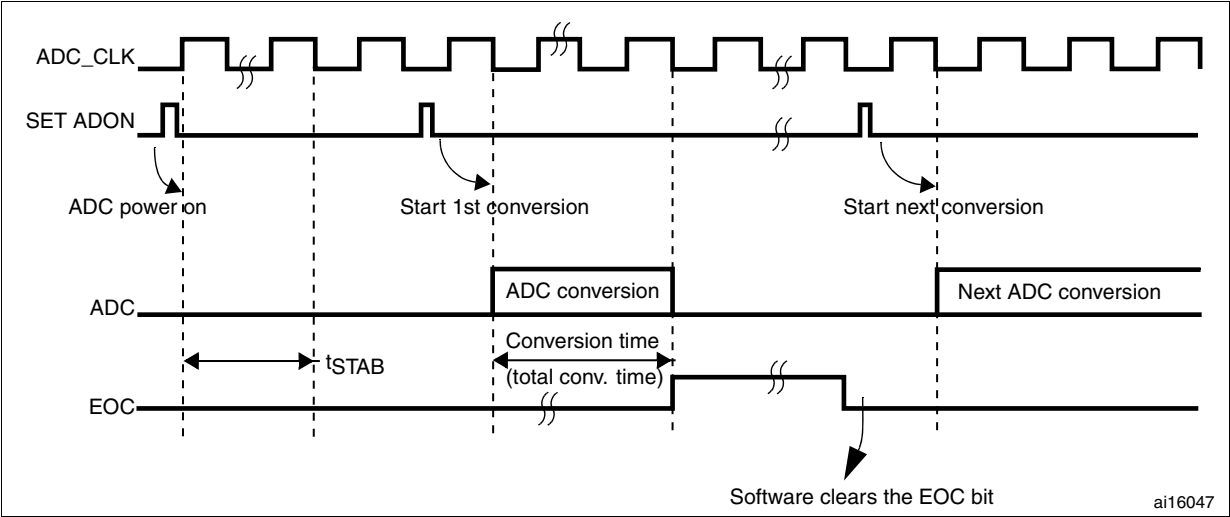 ADC_CLK
SET ADON
ADC power on
Start 1st conversion
Start next conversion
ADC conversion
Next ADC conversion
ADC
Conversion time
tSTAB
(total conv. time)
EOC
Software clears the EOC bit
ai16047